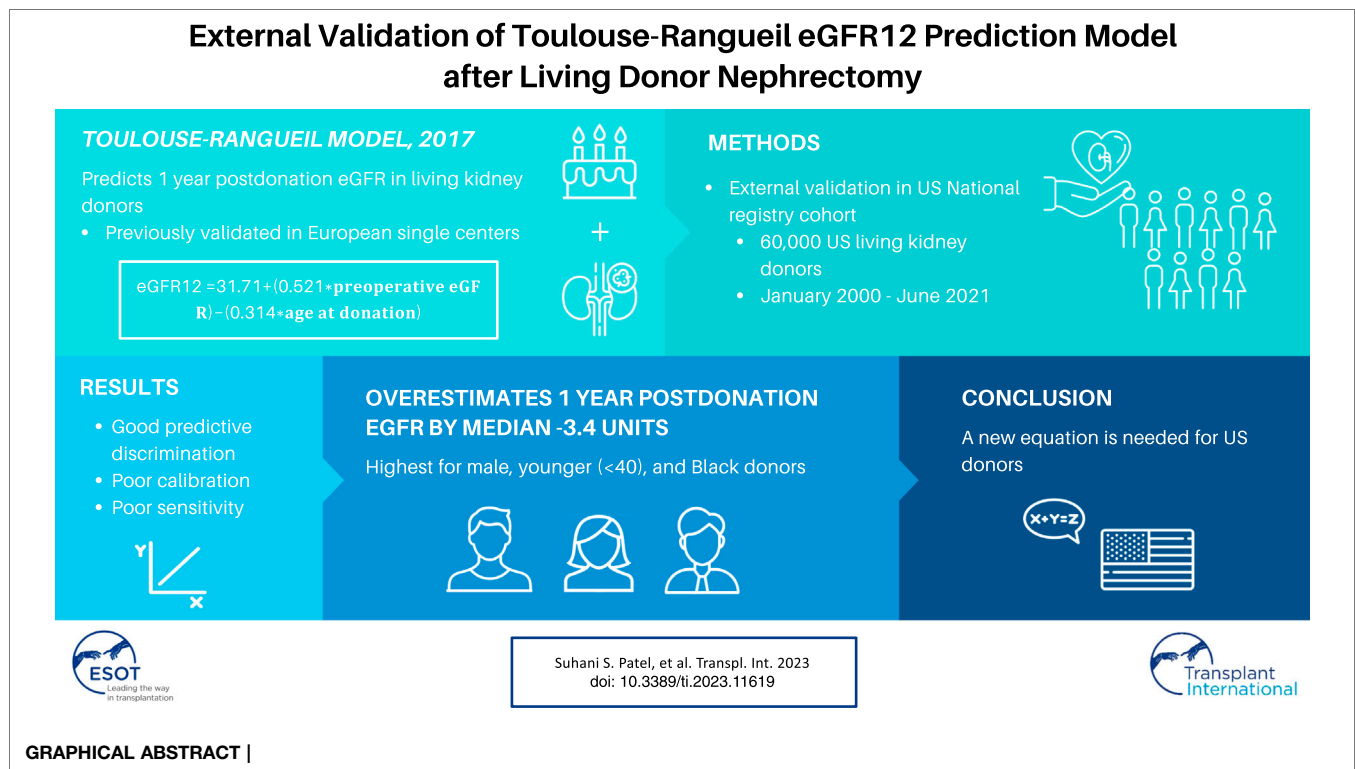 External Validation of Toulouse-Rangueil eGFR12 Prediction Model
after Living Donor Nephrectomy
TOULOUSE-RANGUEIL MODEL, 2017
Predicts 1 year postdonation eGFR in living kidney
donors
• Previously validated in European single centers
eGFR12 =31.71+(0.521*preoperative eGF
R)−(0.314*age at donation)
+
METHODS
• External validation in US National
registry cohort
• 60,000 US living kidney
donors
• January 2000 - June 2021
RESULTS
• Good predictive
discrimination
• Poor calibration
• Poor sensitivity
Y
X
OVERESTIMATES 1 YEAR POSTDONATION
EGFR BY MEDIAN -3.4 UNITS
Highest for male, younger (<40), and Black donors
CONCLUSION
A new equation is needed for US
donors
X+Y=Z
ESOT
Leading the way
in transplantation
Suhani S. Patel, et al. Transpl. Int. 2023
doi: 10.3389/ti.2023.11619
Transplant
International
GRAPHICAL ABSTRACT |